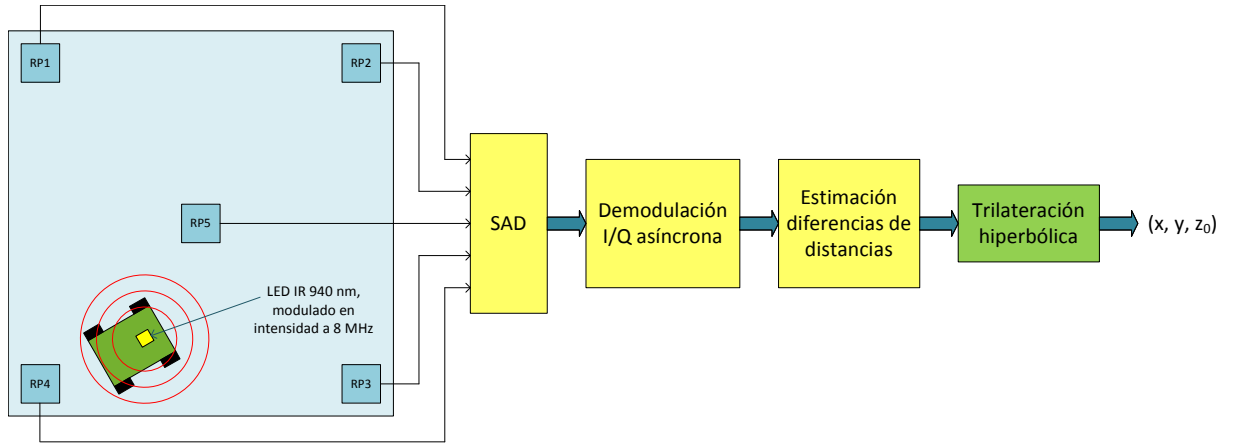 RP1
RP2
RP5
RP4
RP3
LED IR 940 nm,
modulado en
intensidad a 8 MHz
SAD
Demodulación
I/Q asíncrona
Estimación
diferencias de
distancias
Trilateración
hiperbólica
(x, y, z₀)